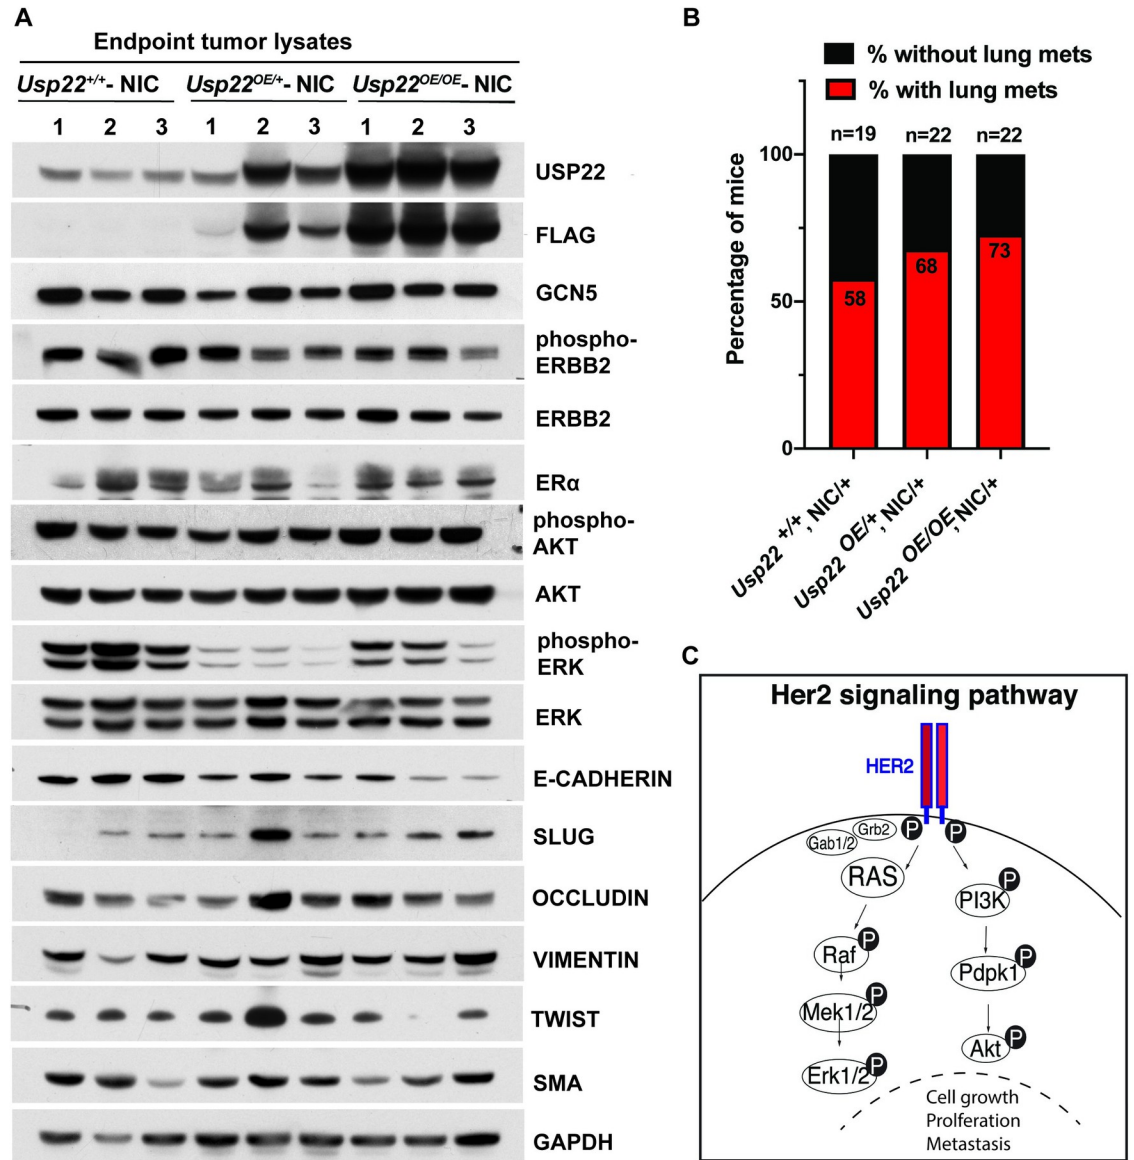 A
Endpoint tumor lysates
Usp22+/+- NIC Usp22OE/+- NIC Usp22OE/OE- NIC
1 2 3 1 2 3 1 2 3
USP22
FLAG
GCN5
phospho-
ERBB2
ERBB2
ERα
phospho-
AKT
AKT
phospho-
ERK
ERK
E-CADHERIN
SLUG
OCCLUDIN
VIMENTIN
TWIST
SMA
GAPDH
B
% without lung mets
% with lung mets
n=19 n=22 n=22
Percentage of mice
100
50
0
58
68
73
Usp22 +/+, NIC/+
Usp22 OE/+, NIC/+
Usp22 OE/OE,NIC/+
C
Her2 signaling pathway
HER2
Gab1/2 Grb2 P P
RAS PI3K P
Raf P Pdpk1 P
Mek1/2 P
Erk1/2 P Akt P
Cell growth
Prolferation
Metastasis